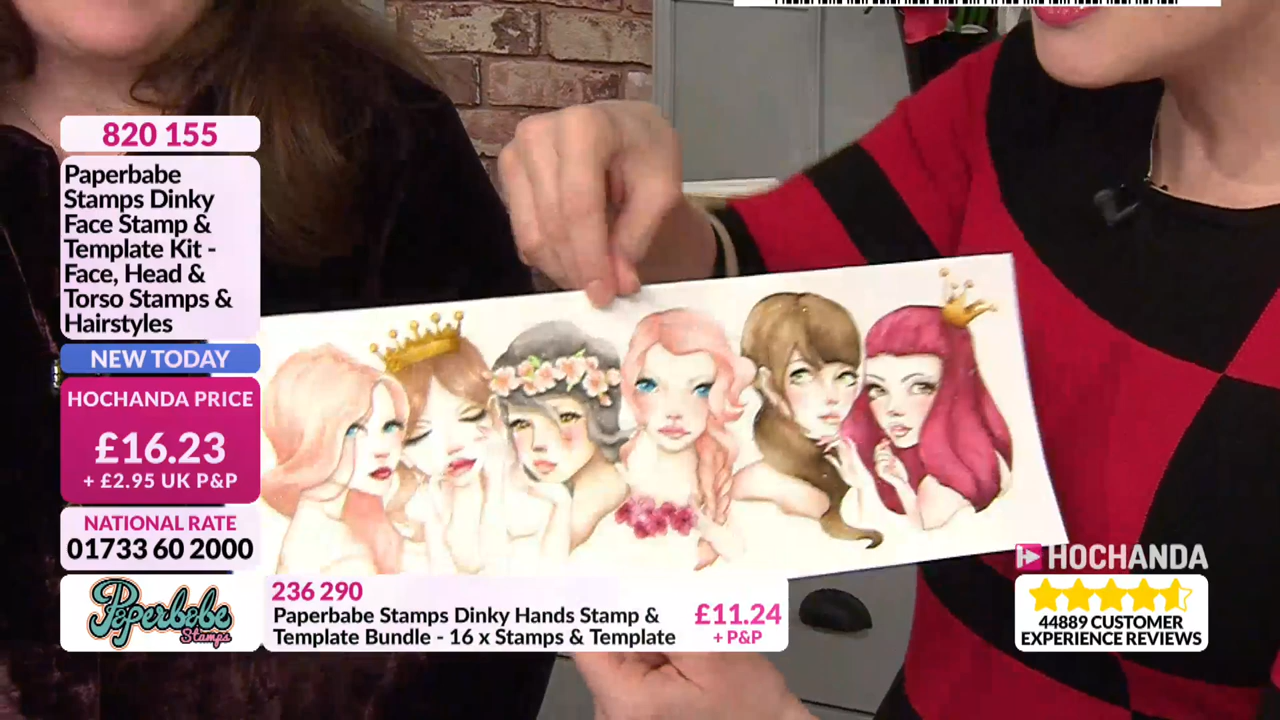 820 155
Paperbabe
Stamps Dinky
Face Stamp &
Template Kit -
Face, Head &
Torso Stamps &
Hairstyles
NEW TODAY
HOCHANDA PRICE
£16.23
+ £2.95 UK P&P
NATIONAL RATE
01733 60 2000
Paperbabe
Stamps
236 290
Paperbabe Stamps Dinky Hands Stamp &
Template Bundle - 16 x Stamps & Template
£11.24
+ P&P
HOCHANDA
44889 CUSTOMER
EXPERIENCE REVIEWS